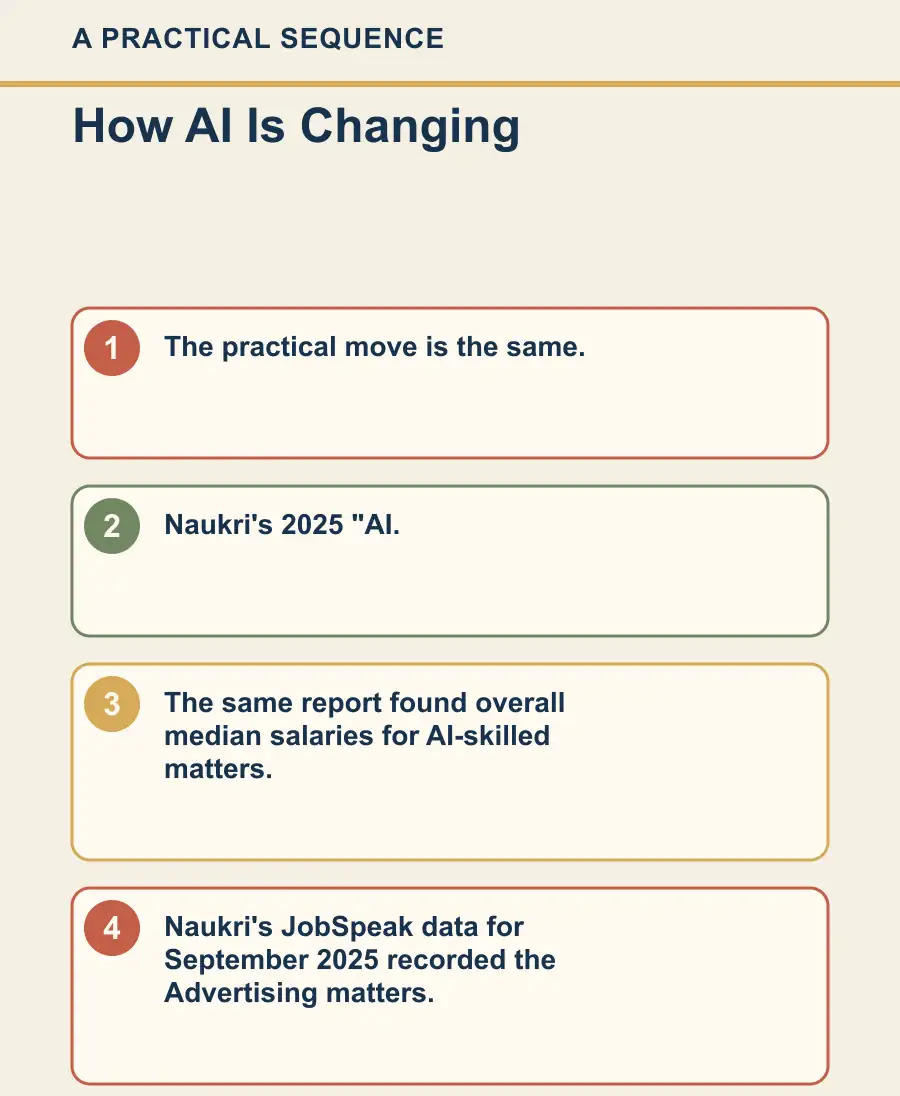 A PRACTICAL SEQUENCE
How AI Is Changing
1
The practical move is the same.
2
Naukri's 2025 "AI.
3
The same report found overall
median salaries for AI-skilled
matters.
4
Naukri's JobSpeak data for
September 2025 recorded the
Advertising matters.